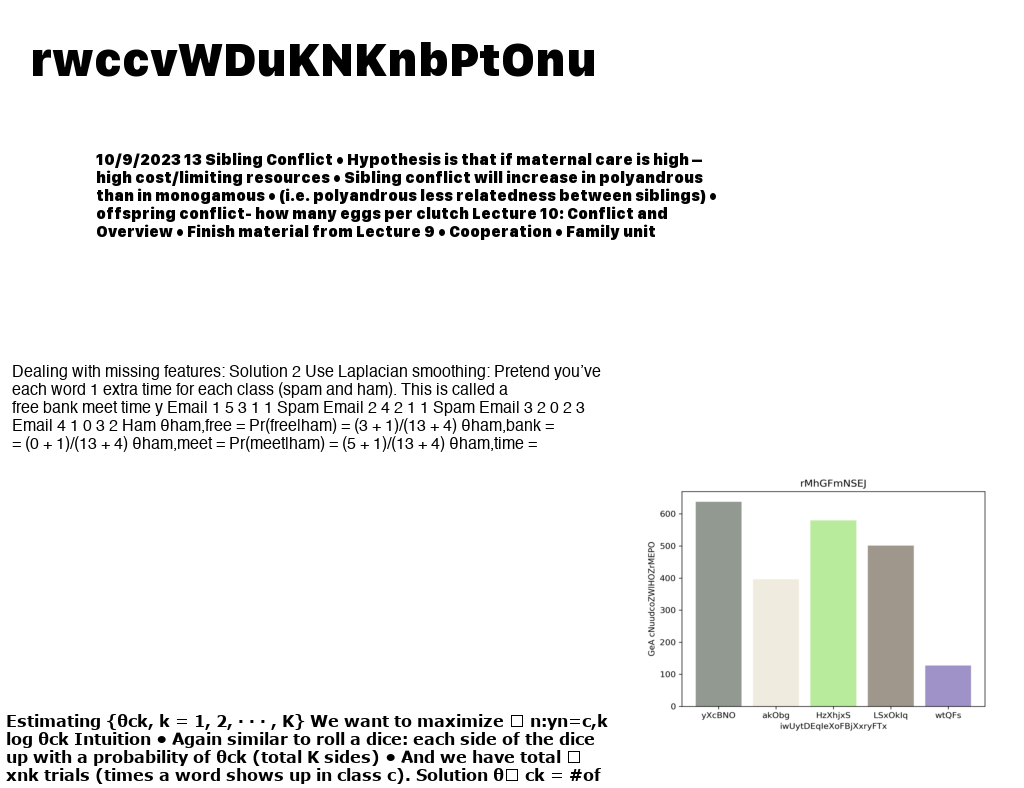 rwccvWDuKNKnbPtOnu
10/9/2023 13 Sibling Conflict • Hypothesis is that if maternal care is high –
high cost/limiting resources • Sibling conflict will increase in polyandrous
than in monogamous • (i.e. polyandrous less relatedness between siblings) •
offspring conflict- how many eggs per clutch Lecture 10: Conflict and
Overview • Finish material from Lecture 9 • Cooperation • Family unit
Dealing with missing features: Solution 2 Use Laplacian smoothing: Pretend you’ve
each word 1 extra time for each class (spam and ham). This is called a
free bank meet time y Email 1 5 3 1 1 Spam Email 2 4 2 1 1 Spam Email 3 2 0 2 3
Email 4 1 0 3 2 Ham θham,free = Pr(free|ham) = (3 + 1)/(13 + 4) θham,bank =
= (0 + 1)/(13 + 4) θham,meet = Pr(meet|ham) = (5 + 1)/(13 + 4) θham,time =
rMhGFmNSEJ
GeA cNuudcoZWIHOZrMEPO
600
500
400
300
200
100
0
yXcBNO akObg HzXhjxS LSxOkIq wtQFs
iwUytDEqIeXoFBjXxryFTx
Estimating {θck, k = 1, 2, · · · , K} We want to maximize □ n:yn=c,k
log θck Intuition • Again similar to roll a dice: each side of the dice
up with a probability of θck (total K sides) • And we have total □
xnk trials (times a word shows up in class c). Solution θ□ ck = #of